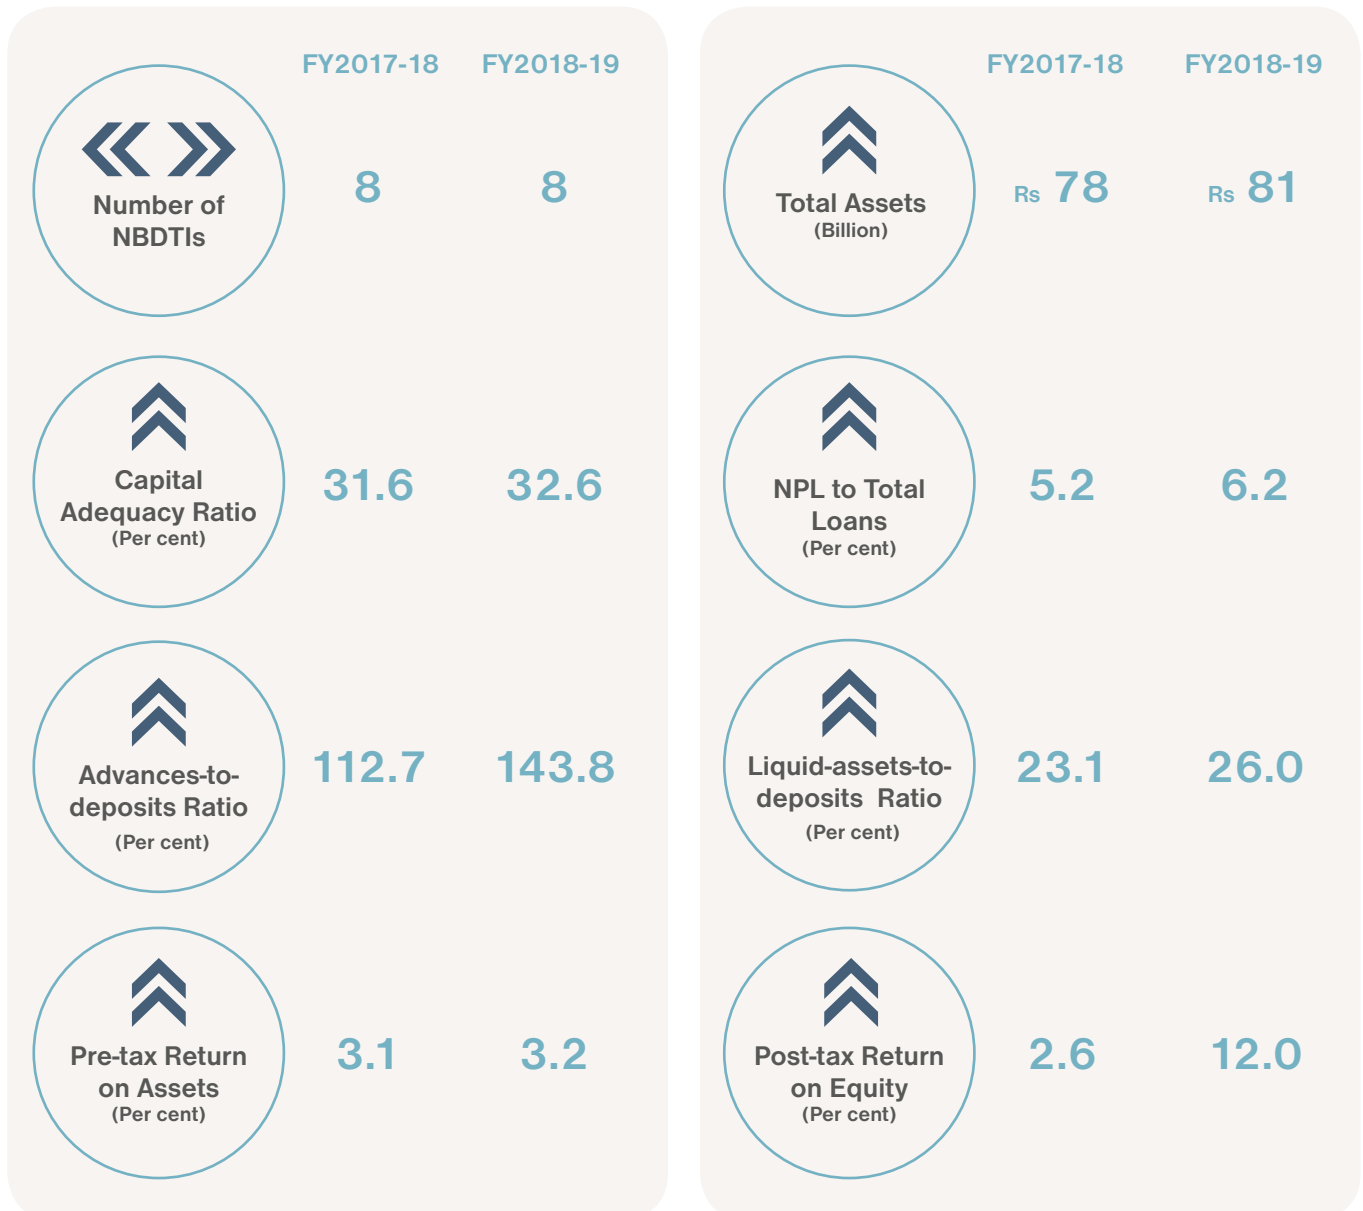 FY2017-18 FY2018-19
Number of
NBDTIs
8 8
Capital
Adequacy Ratio
(Per cent)
31.6 32.6
Advances-to-
deposits Ratio
(Per cent)
112.7 143.8
Pre-tax Return
on Assets
(Per cent)
3.1 3.2
FY2017-18 FY2018-19
Total Assets
(Billion)
Rs 78 Rs 81
NPL to Total
Loans
(Per cent)
5.2 6.2
Liquid-assets-to-
deposits Ratio
(Per cent)
23.1 26.0
Post-tax Return
on Equity
(Per cent)
2.6 12.0